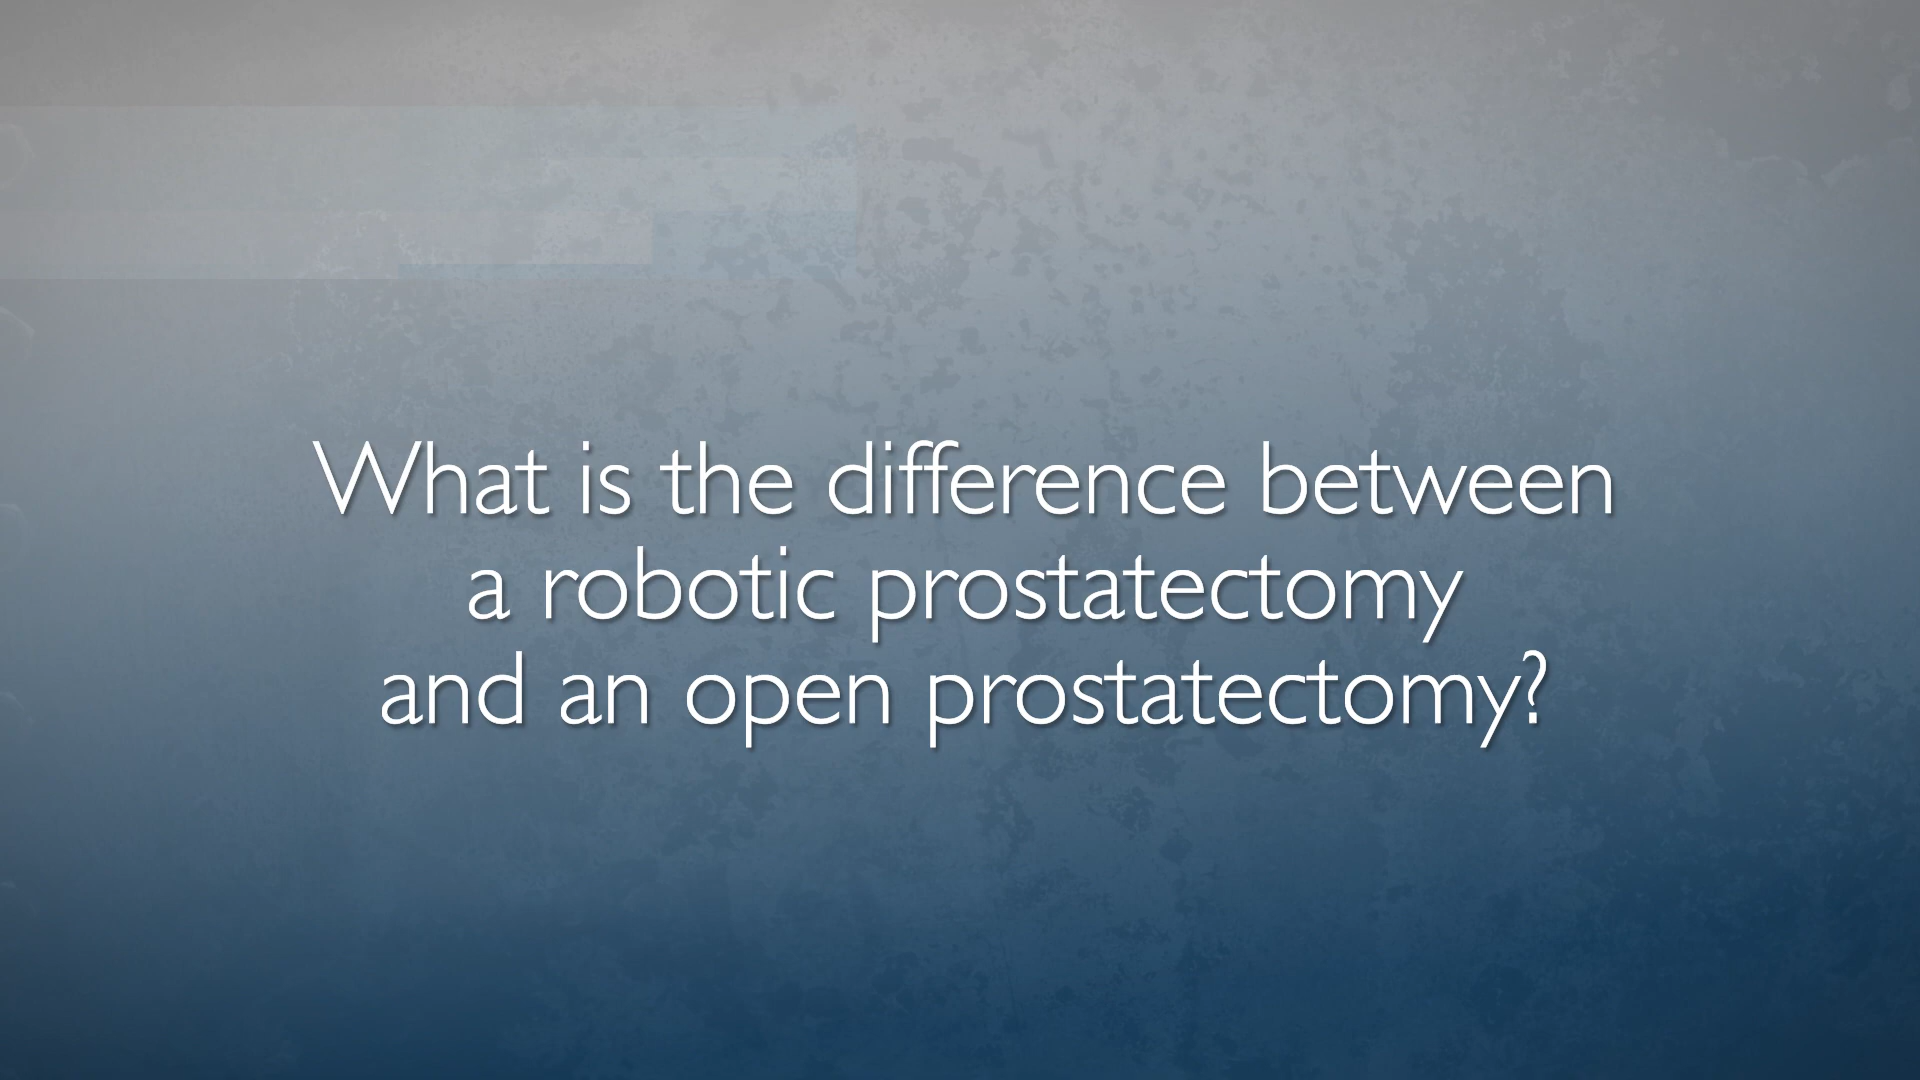 What is the difference between
a robotic prostatectomy
and an open prostatectomy?